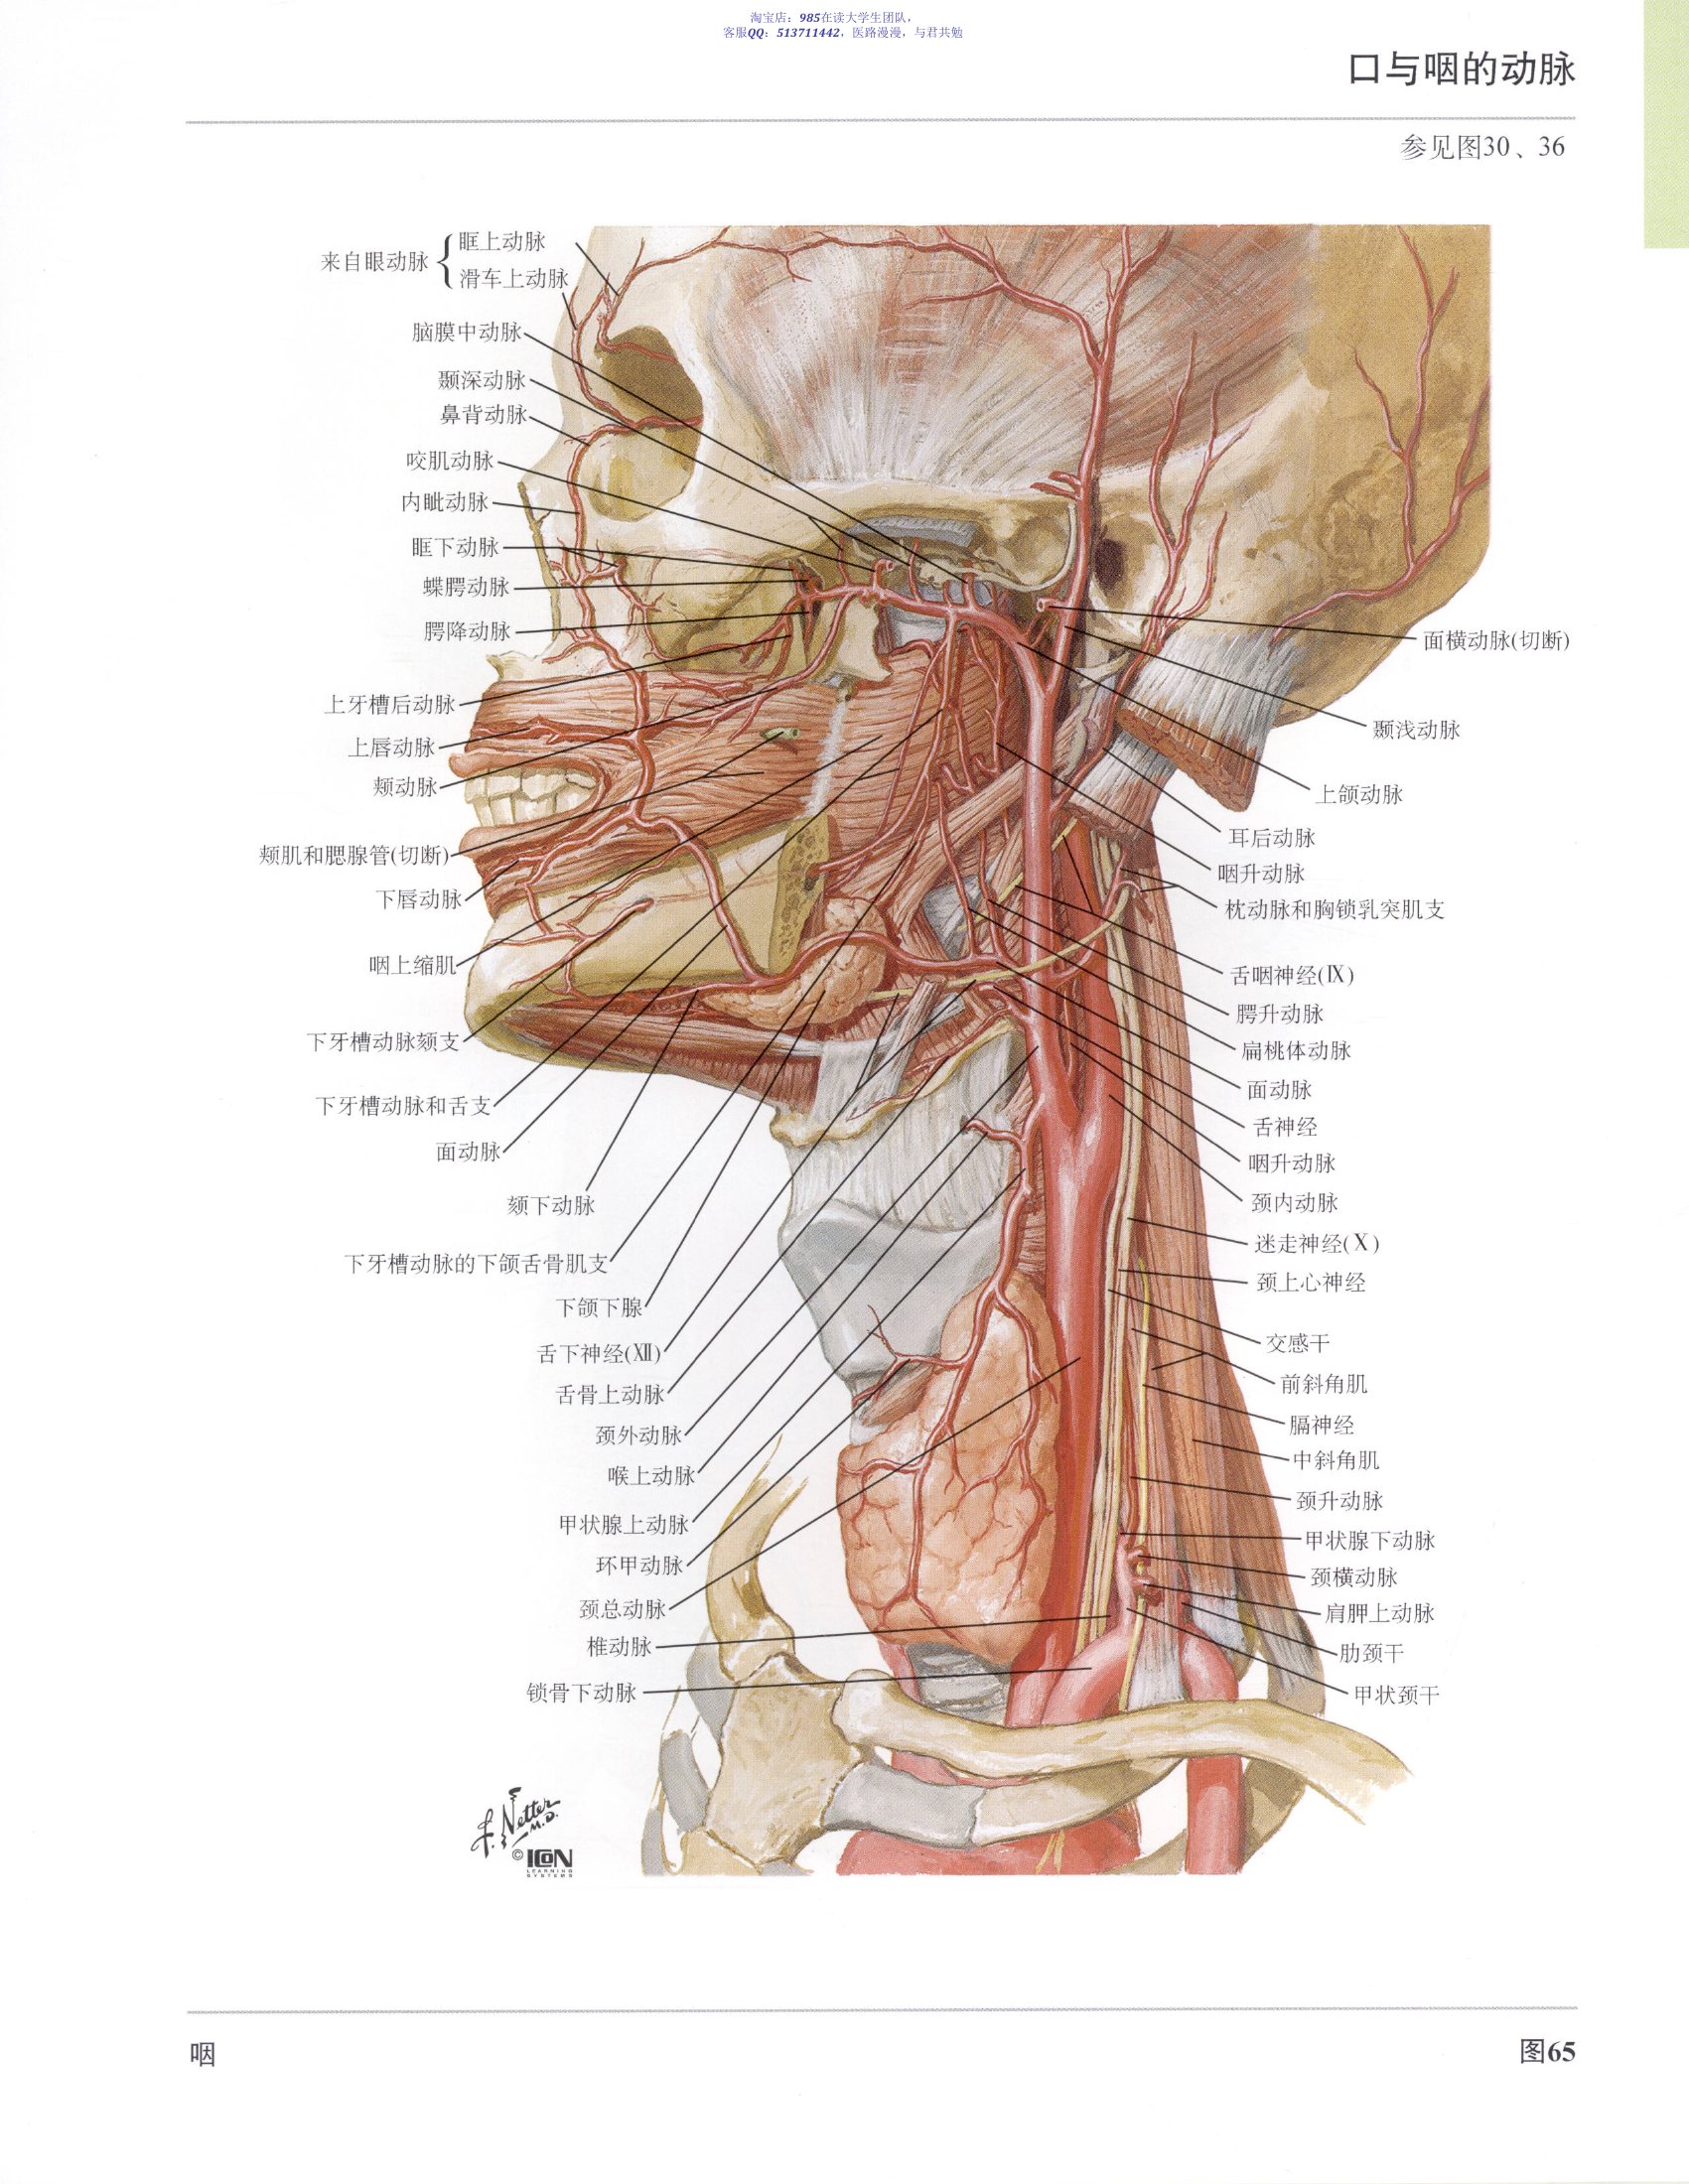 淘宝店：985在读大学生团队，
客服QQ：513711442，医路漫漫，与君共勉
口与咽的动脉
参见图30、36
来自眼动脉
眶上动脉
滑车上动脉
脑膜中动脉
颞深动脉
鼻背动脉
咬肌动脉
内眦动脉
眶下动脉
蝶腭动脉
腭降动脉
上牙槽后动脉
上唇动脉
颊动脉
颊肌和腮腺管(切断)
下唇动脉
咽上缩肌
下牙槽动脉颏支
下牙槽动脉和舌支
面动脉
颏下动脉
下牙槽动脉的下颌舌骨肌支
下颌下腺
舌下神经(Ⅻ)
舌骨上动脉
颈外动脉
喉上动脉
甲状腺上动脉
环甲动脉
颈总动脉
椎动脉
锁骨下动脉
面横动脉(切断)
颞浅动脉
上颌动脉
耳后动脉
咽升动脉
枕动脉和胸锁乳突肌支
舌咽神经(Ⅸ)
腭升动脉
扁桃体动脉
面动脉
舌神经
咽升动脉
颈内动脉
迷走神经(Ⅹ)
颈上心神经
交感干
前斜角肌
膈神经
中斜角肌
颈升动脉
甲状腺下动脉
颈横动脉
肩胛上动脉
肋颈干
甲状颈干
F. Netter
M.D.
© ICON
LEARNING
SYSTEMS
咽
图65